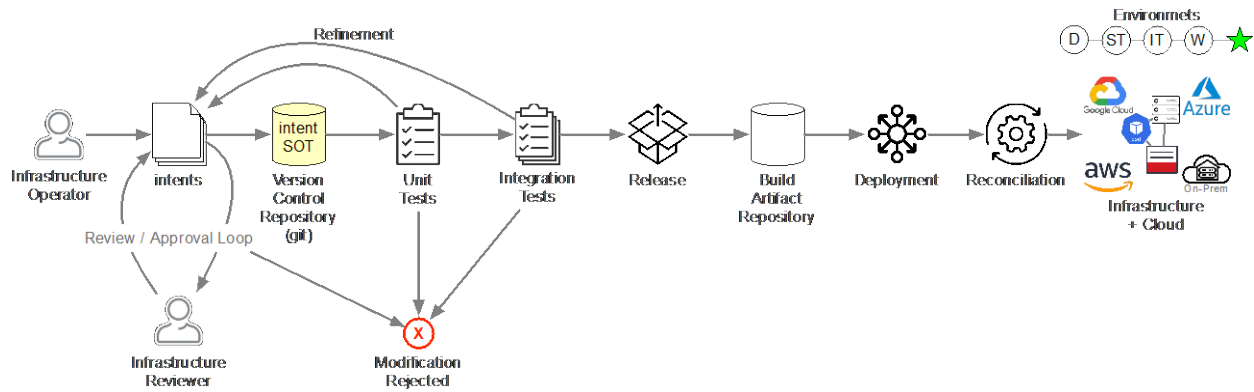 Environmets
D
ST
IT
W
Refinement
Google Cloud
Azure
intent
SOT
pod
aws
On-Prem
Infrastructure
Operator
intents
Version
Control
Repository
(git)
Unit
Tests
Integration
Tests
Release
Build
Artifact
Repository
Deployment
Reconciliation
Infrastructure
+ Cloud
Review / Approval Loop
X
Infrastructure
Reviewer
Modification
Rejected